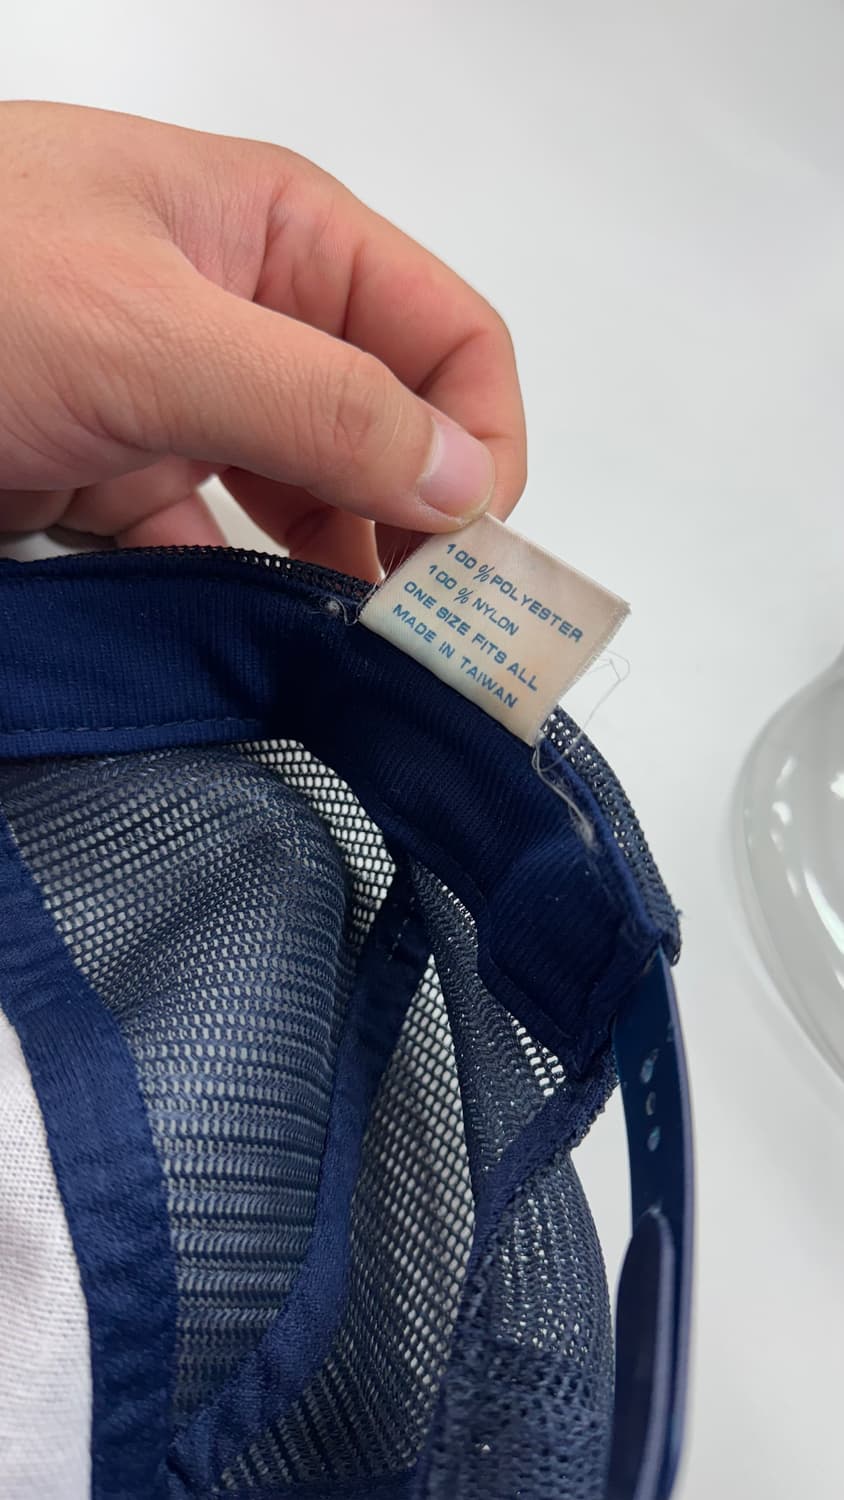 100% POLYESTER
100% NYLON
ONE SIZE FITS ALL
MADE IN TAIWAN